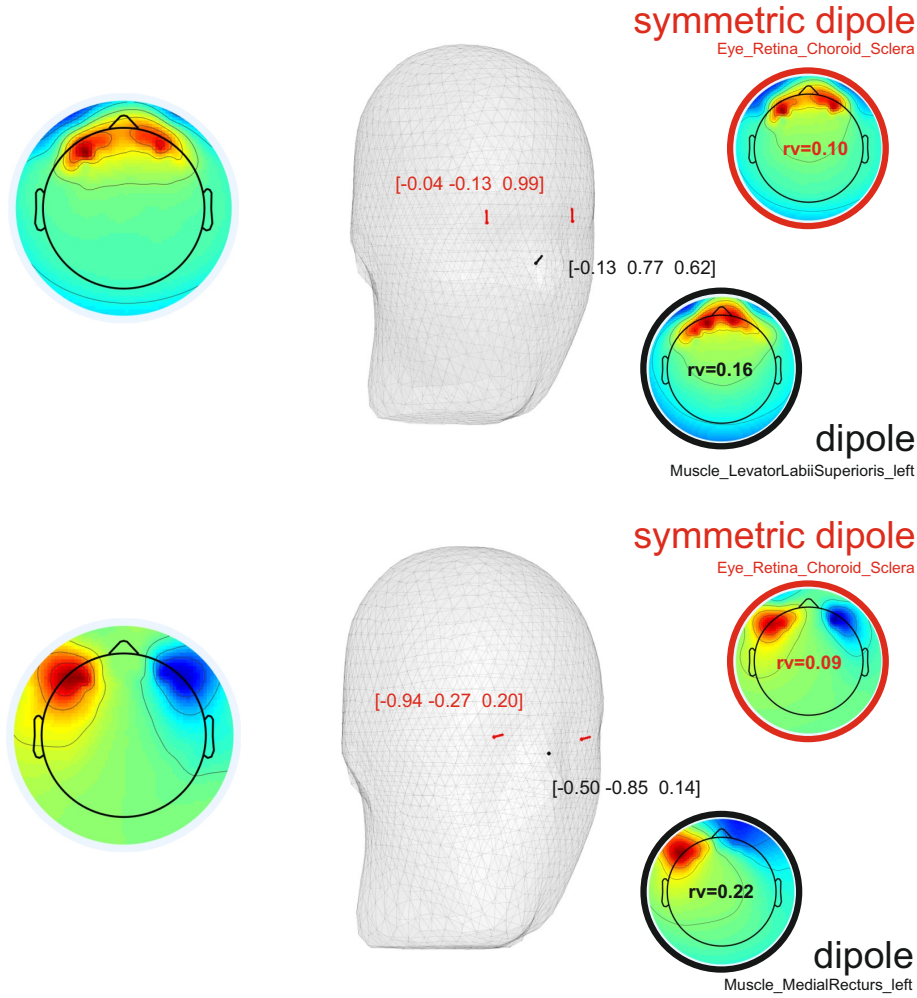 symmetric dipole
Eye_Retina_Choroid_Sclera
rv=0.10
[-0.04 -0.13 0.99]
[-0.13 0.77 0.62]
rv=0.16
dipole
Muscle_LevatorLabiiSuperioris_left
symmetric dipole
Eye_Retina_Choroid_Sclera
rv=0.09
[-0.94 -0.27 0.20]
[-0.50 -0.85 0.14]
rv=0.22
dipole
Muscle_MedialRecturs_left